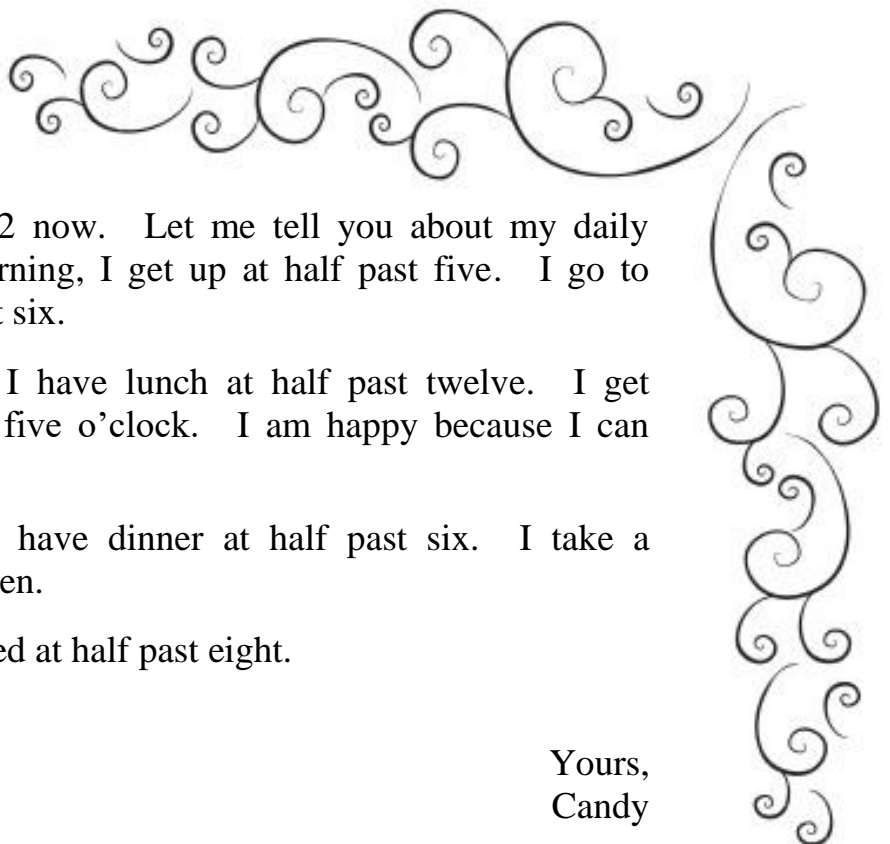 2 now. Let me tell you about my daily
rning, I get up at half past five. I go to
t six.
I have lunch at half past twelve. I get
five o’clock. I am happy because I can
have dinner at half past six. I take a
en.
ed at half past eight.
Yours,
Candy